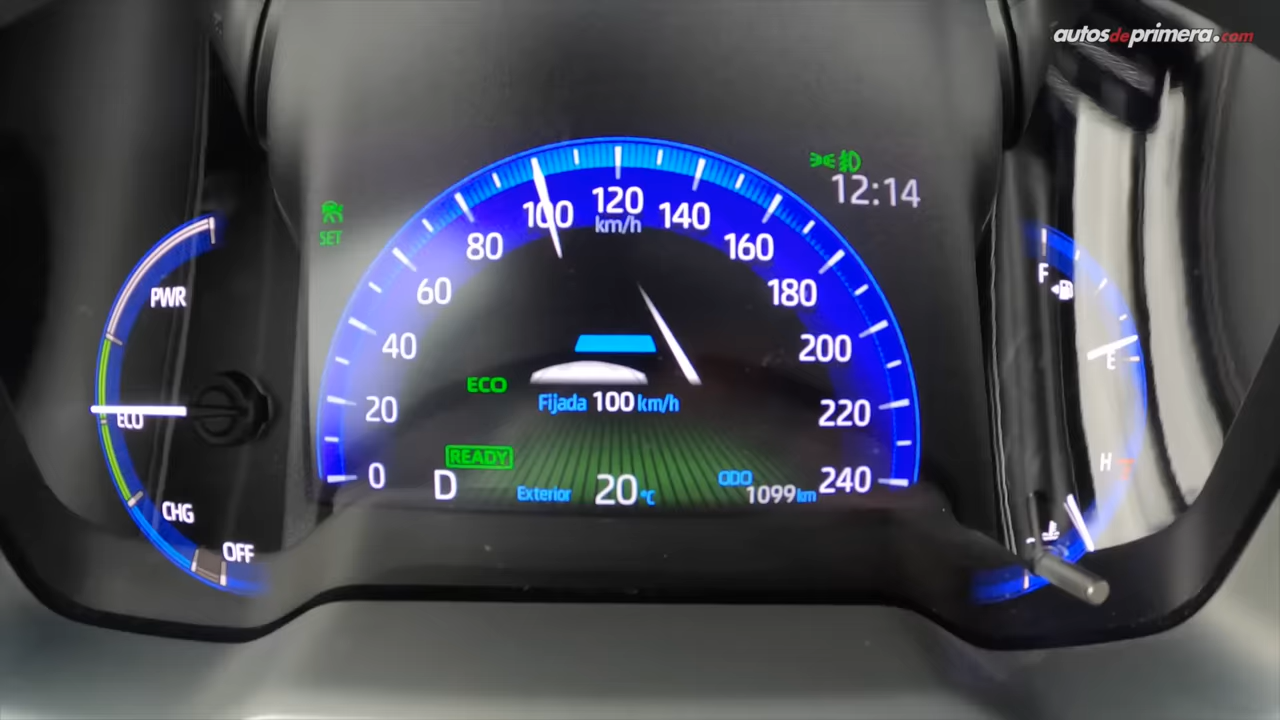 autosdeprimera.com
12:14
SET
100
120
140
km/h
80
160
60
180
40
200
20
220
0
240
PWR
ECO
CHG
OFF
F
E
H
ECO
Fijada 100 km/h
READY
D
Exterior 20 °C
ODO
1099 km